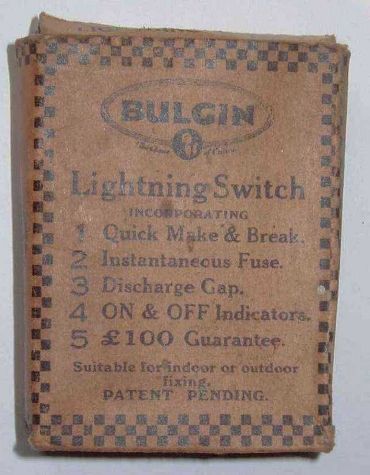 BULGIN
Lightning Switch
INCORPORATING
1 Quick Make & Break.
2 Instantaneous Fuse.
3 Discharge Gap.
4 ON & OFF Indicators.
5 £100 Guarantee.
Suitable for indoor or outdoor
fixing.
PATENT PENDING.